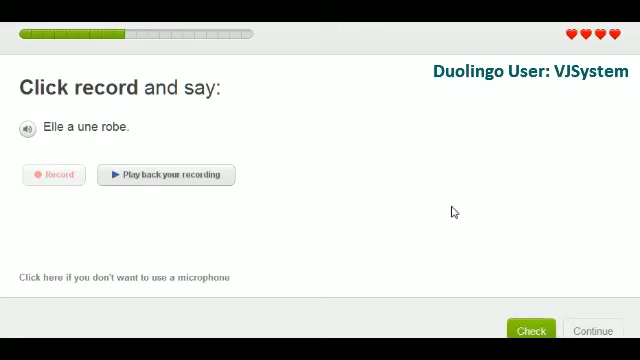 Duolingo User: VJSystem
Click record and say:
Elle a une robe.
Record
Play back your recording
Click here if you don't want to use a microphone
Check
Continue